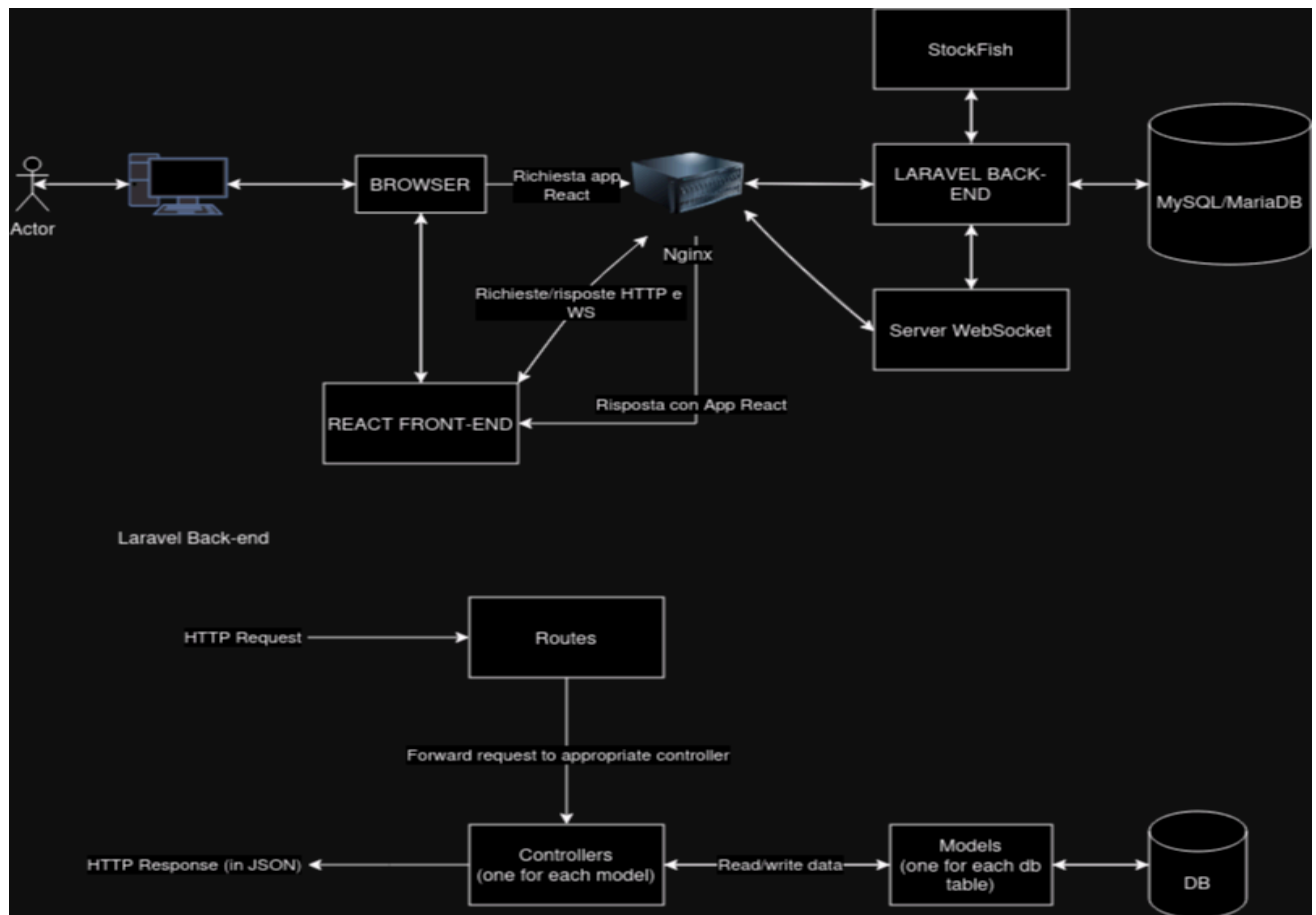 StockFish
Actor
BROWSER
Richiesta app
React
Nginx
LARAVEL BACK-
END
MySQL/MariaDB
Richieste/risposte HTTP e
WS
Server WebSocket
REACT FRONT-END
Risposta con App React
Laravel Back-end
HTTP Request
Routes
Forward request to appropriate controller
HTTP Response (in JSON)
Controllers
(one for each model)
Read/write data
Models
(one for each db
table)
DB